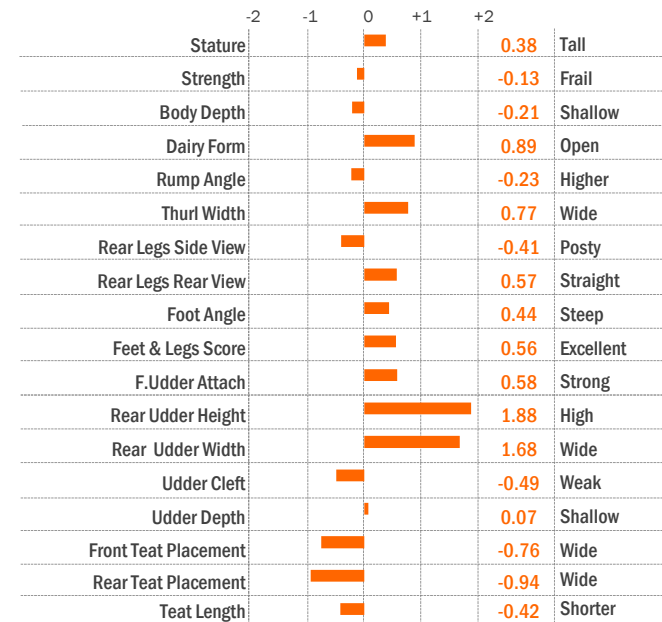 -2 -1 0 +1 +2
Stature 0.38 Tall
Strength -0.13 Frail
Body Depth -0.21 Shallow
Dairy Form 0.89 Open
Rump Angle -0.23 Higher
Thurl Width 0.77 Wide
Rear Legs Side View -0.41 Posty
Rear Legs Rear View 0.57 Straight
Foot Angle 0.44 Steep
Feet & Legs Score 0.56 Excellent
F.Udder Attach 0.58 Strong
Rear Udder Height 1.88 High
Rear Udder Width 1.68 Wide
Udder Cleft -0.49 Weak
Udder Depth 0.07 Shallow
Front Teat Placement -0.76 Wide
Rear Teat Placement -0.94 Wide
Teat Length -0.42 Shorter